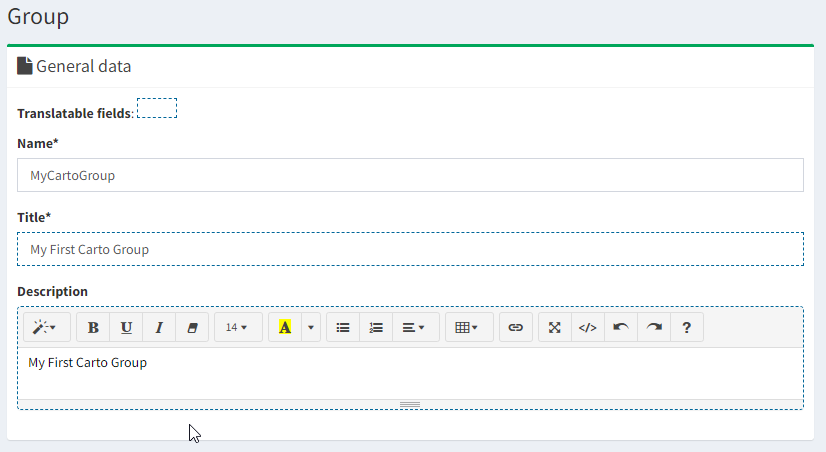 Group
General data
Translatable fields:
Name*
MyCartoGroup
Title*
My First Carto Group
Description
B U I 14 A </> ?
My First Carto Group